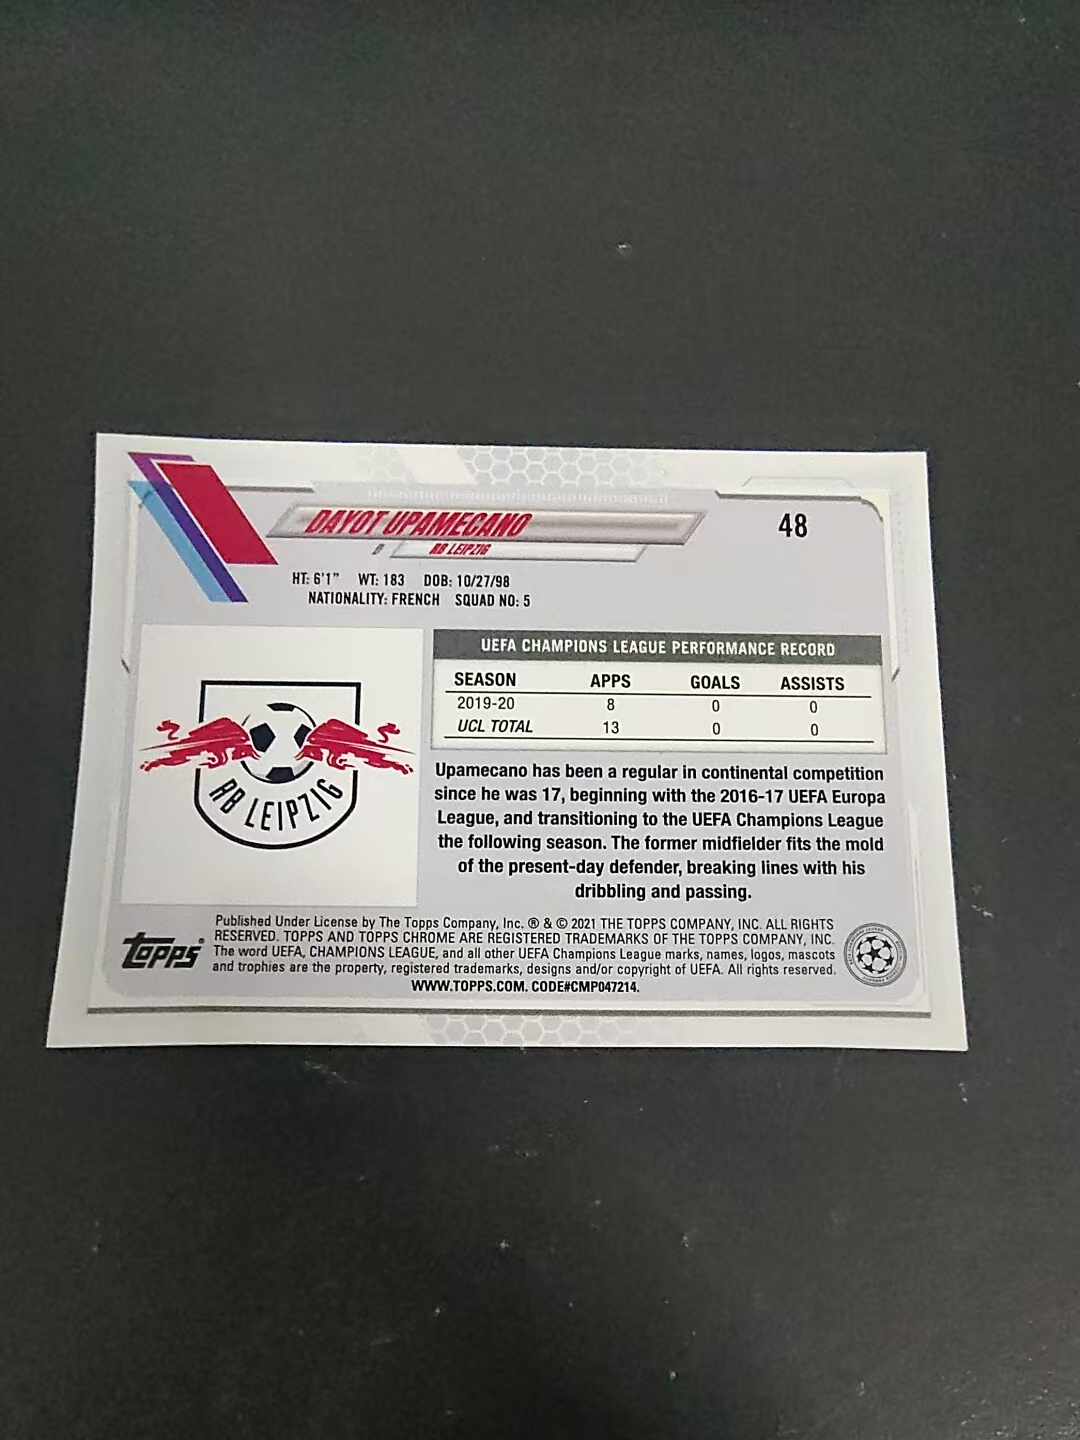 DAYOT UPAMECANO
48
D RB LEIPZIG
HT: 6'1" WT: 183 DOB: 10/27/98
NATIONALITY: FRENCH SQUAD NO: 5
UEFA CHAMPIONS LEAGUE PERFORMANCE RECORD
SEASON APPS GOALS ASSISTS
2019-20 8 0 0
UCL TOTAL 13 0 0
RB LEIPZIG
Upamecano has been a regular in continental competition
since he was 17, beginning with the 2016-17 UEFA Europa
League, and transitioning to the UEFA Champions League
the following season. The former midfielder fits the mold
of the present-day defender, breaking lines with his
dribbling and passing.
topps®
Published Under License by The Topps Company, Inc. ® & © 2021 THE TOPPS COMPANY, INC. ALL RIGHTS
RESERVED. TOPPS AND TOPPS CHROME ARE REGISTERED TRADEMARKS OF THE TOPPS COMPANY, INC.
The word UEFA, CHAMPIONS LEAGUE, and all other UEFA Champions League marks, names, logos, mascots
and trophies are the property, registered trademarks, designs and/or copyright of UEFA. All rights reserved.
WWW.TOPPS.COM. CODE#CMP047214.